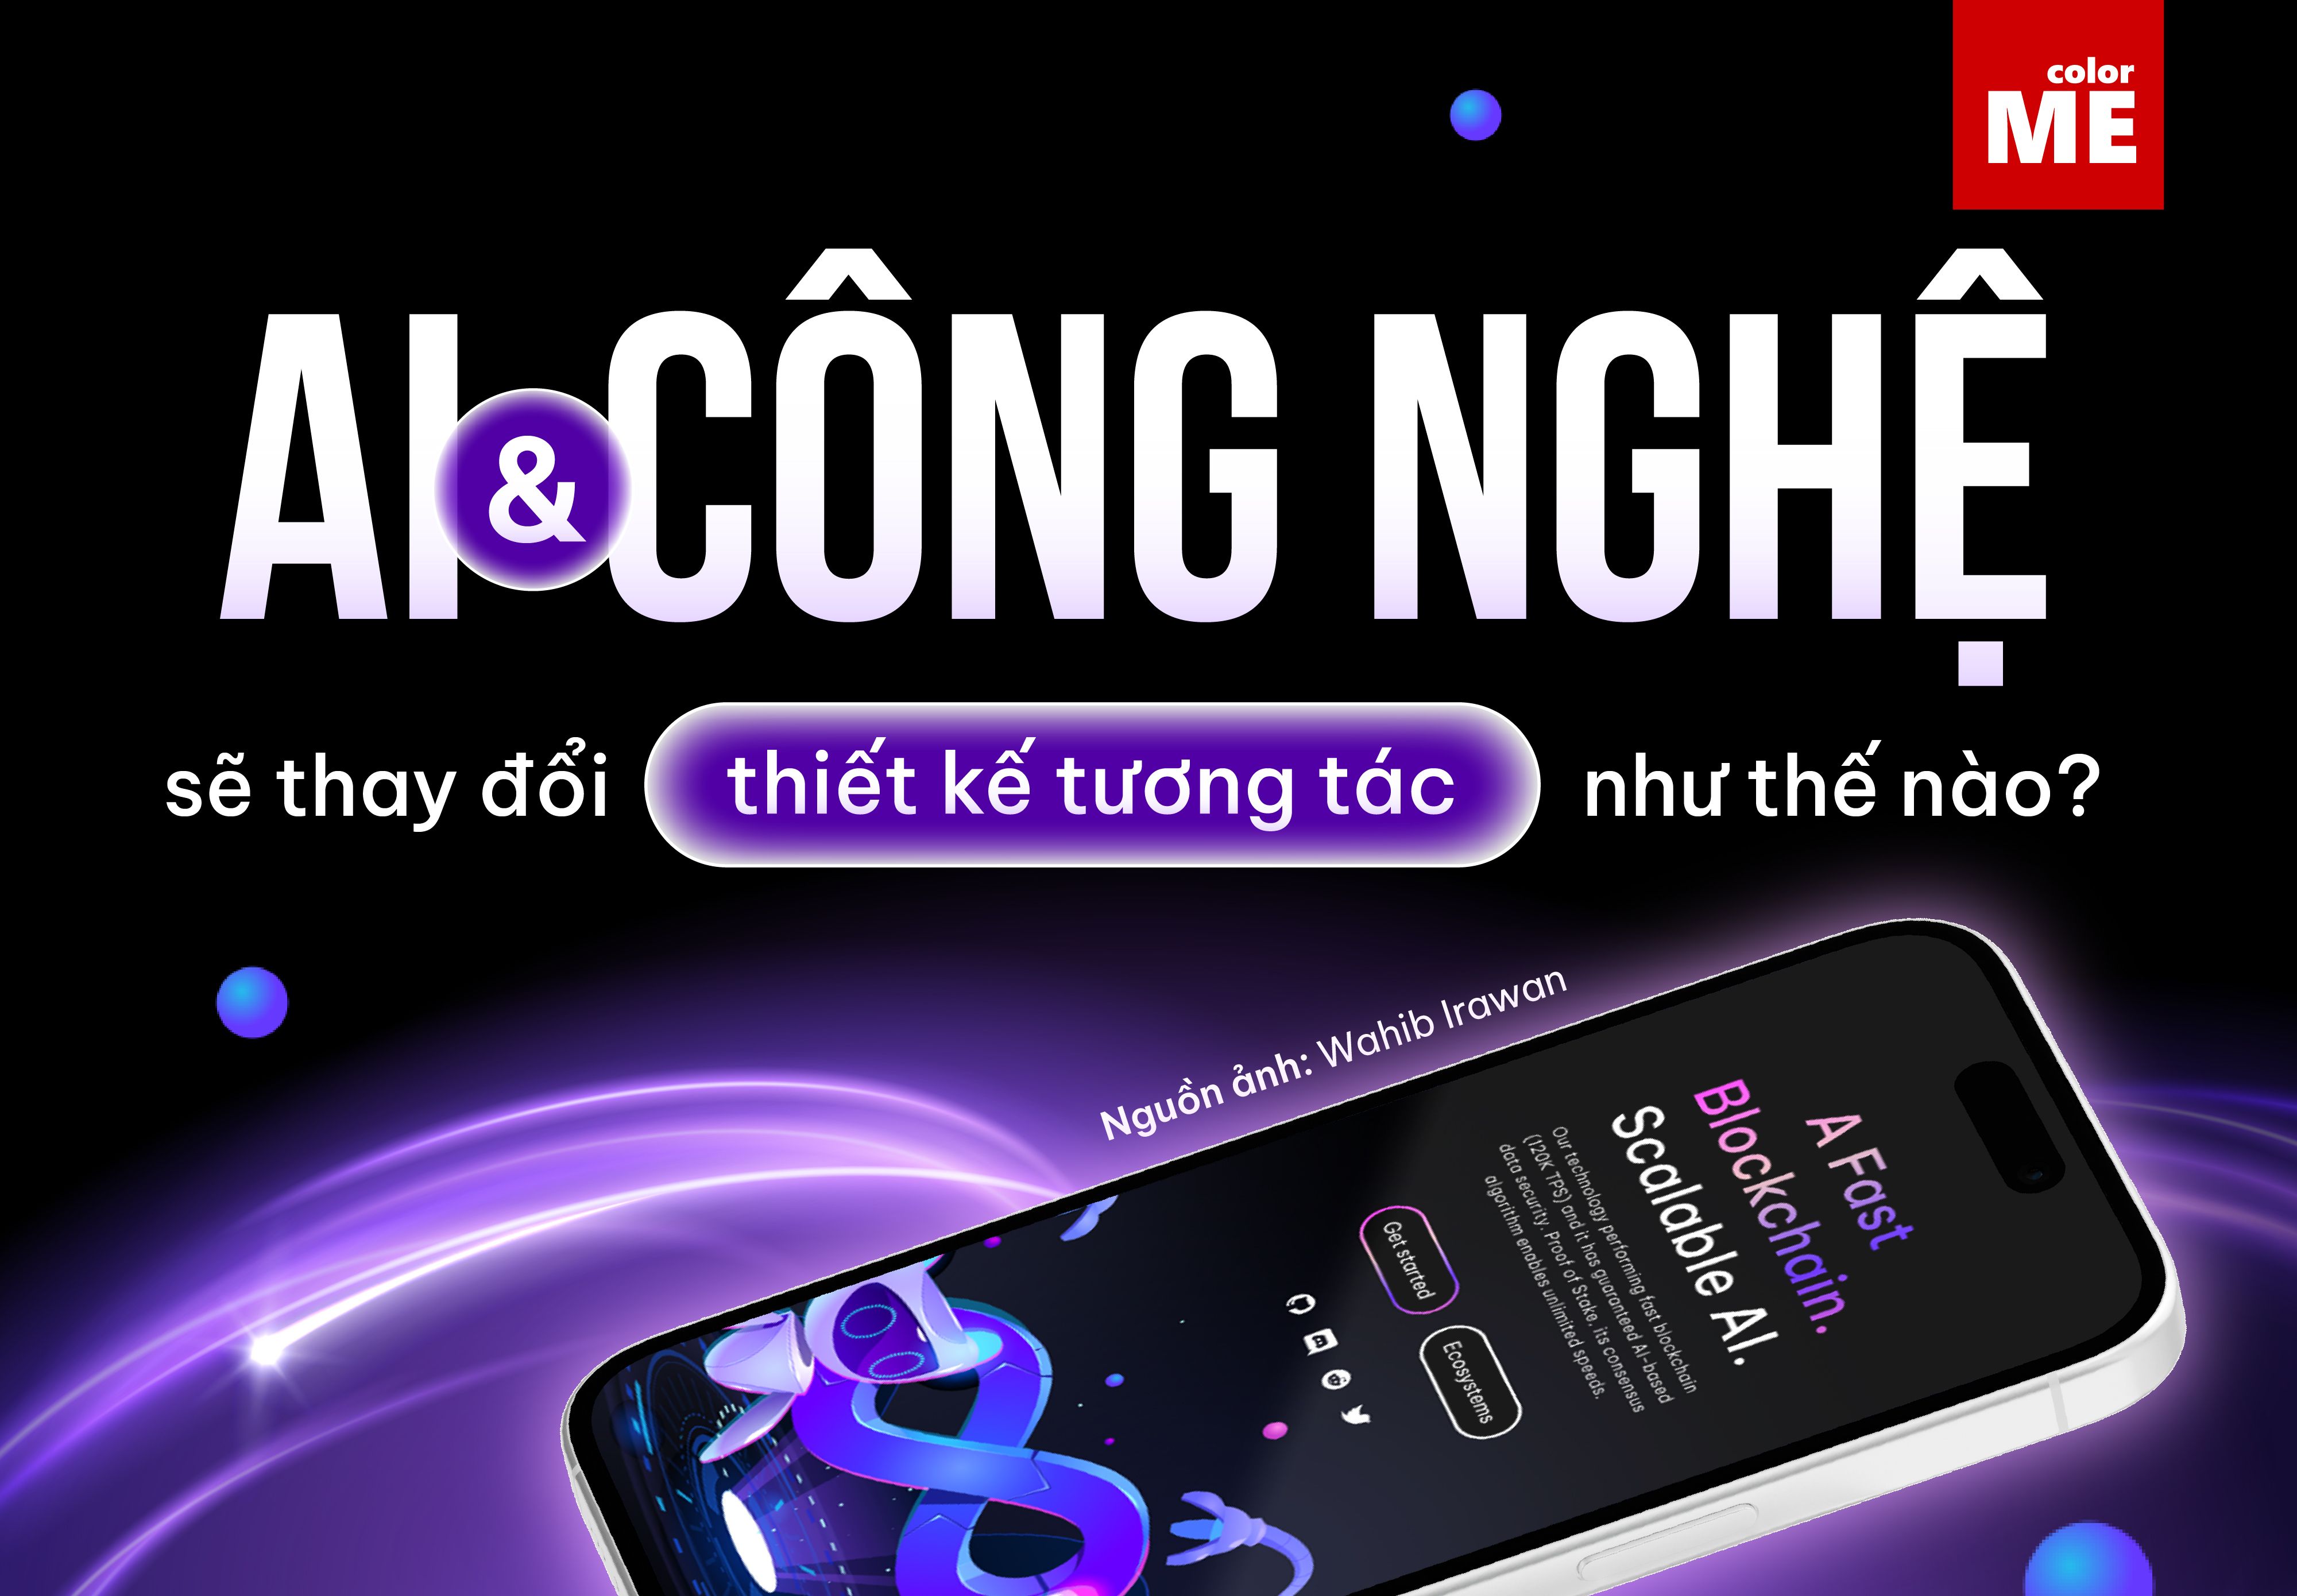 color
ME
AI & CÔNG NGHỆ
sẽ thay đổi thiết kế tương tác như thế nào?
Nguồn ảnh: Wahib Irawan
A Fast
Blockchain.
Scalable AI.
Our technology performing fast blockchain
(120K TPS) and it has guaranteed AI-based
data security. Proof of Stake, its consensus
algorithm enables unlimited speeds.
Get started
Ecosystems